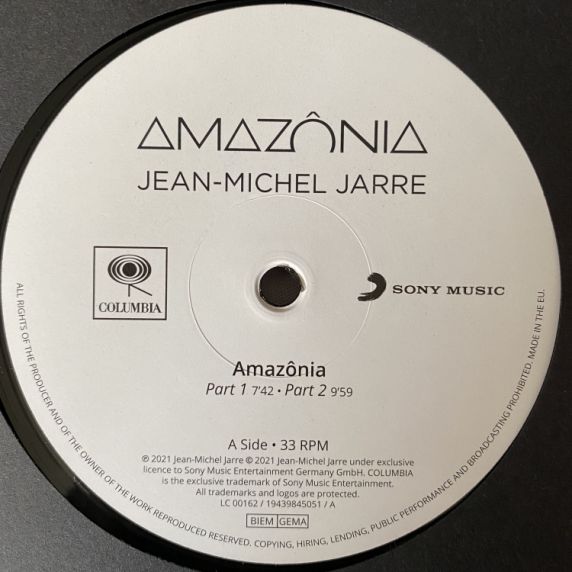 AMAZÔNIA
JEAN-MICHEL JARRE
COLUMBIA
SONY MUSIC
Amazônia
Part 1 7'42 • Part 2 9'59
A Side • 33 RPM
℗ 2021 Jean-Michel Jarre © 2021 Jean-Michel Jarre under exclusive
licence to Sony Music Entertainment Germany GmbH. COLUMBIA
is the exclusive trademark of Sony Music Entertainment.
All trademarks and logos are protected.
LC 00162 / 19439845051 / A
BIEM GEMA
ALL RIGHTS OF THE PRODUCER AND OF THE OWNER OF THE WORK REPRODUCED RESERVED. COPYING, HIRING, LENDING, PUBLIC PERFORMANCE AND BROADCASTING PROHIBITED. MADE IN THE EU.